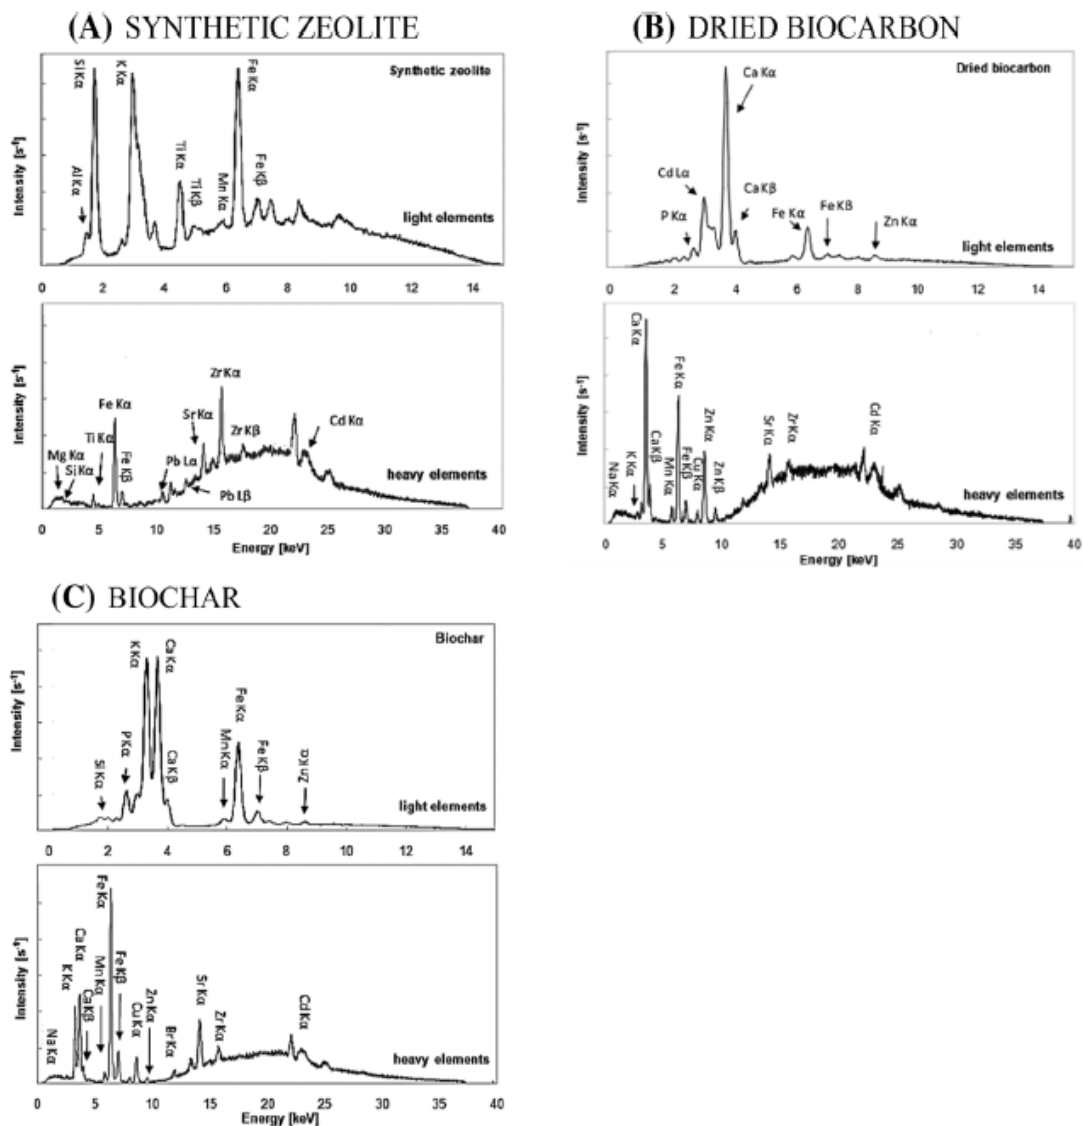 (A) SYNTHETIC ZEOLITE
Synthetic zeolite
Intensity [s⁻¹]
Al Kα
Si Kα
K Kα
Ti Kα
Ti Kβ
Mn Kα
Fe Kα
Fe Kβ
light elements
0 2 4 6 8 10 12 14
Intensity [s⁻¹]
Mg Kα
Si Kα
Ti Kα
Fe Kα
Fe Kβ
Pb Lα
Pb Lβ
Sr Kα
Zr Kα
Zr Kβ
Cd Kα
heavy elements
0 5 10 15 20 25 30 35 40
Energy [keV]
(B) DRIED BIOCARBON
Dried biocarbon
Intensity [s⁻¹]
P Kα
Cd Lα
Ca Kα
Ca Kβ
Fe Kα
Fe Kβ
Zn Kα
light elements
2 4 6 8 10 12 14
Intensity [s⁻¹]
Na Kα
K Kα
Ca Kα
Ca Kβ
Mn Kα
Fe Kα
Fe Kβ
Cu Kα
Zn Kα
Zn Kβ
Sr Kα
Zr Kα
Cd Kα
heavy elements
0 5 10 15 20 25 30 35 40
Energy [keV]
(C) BIOCHAR
Biochar
Intensity [s⁻¹]
Si Kα
P Kα
K Kα
Ca Kα
Ca Kβ
Mn Kα
Fe Kα
Fe Kβ
Zn Kα
light elements
0 2 4 6 8 10 12 14
Intensity [s⁻¹]
Na Kα
K Kα
Ca Kα
Ca Kβ
Mn Kα
Fe Kα
Fe Kβ
Cu Kα
Zn Kα
Br Kα
Sr Kα
Zr Kα
Cd Kα
heavy elements
0 5 10 15 20 25 30 35 40
Energy [keV]